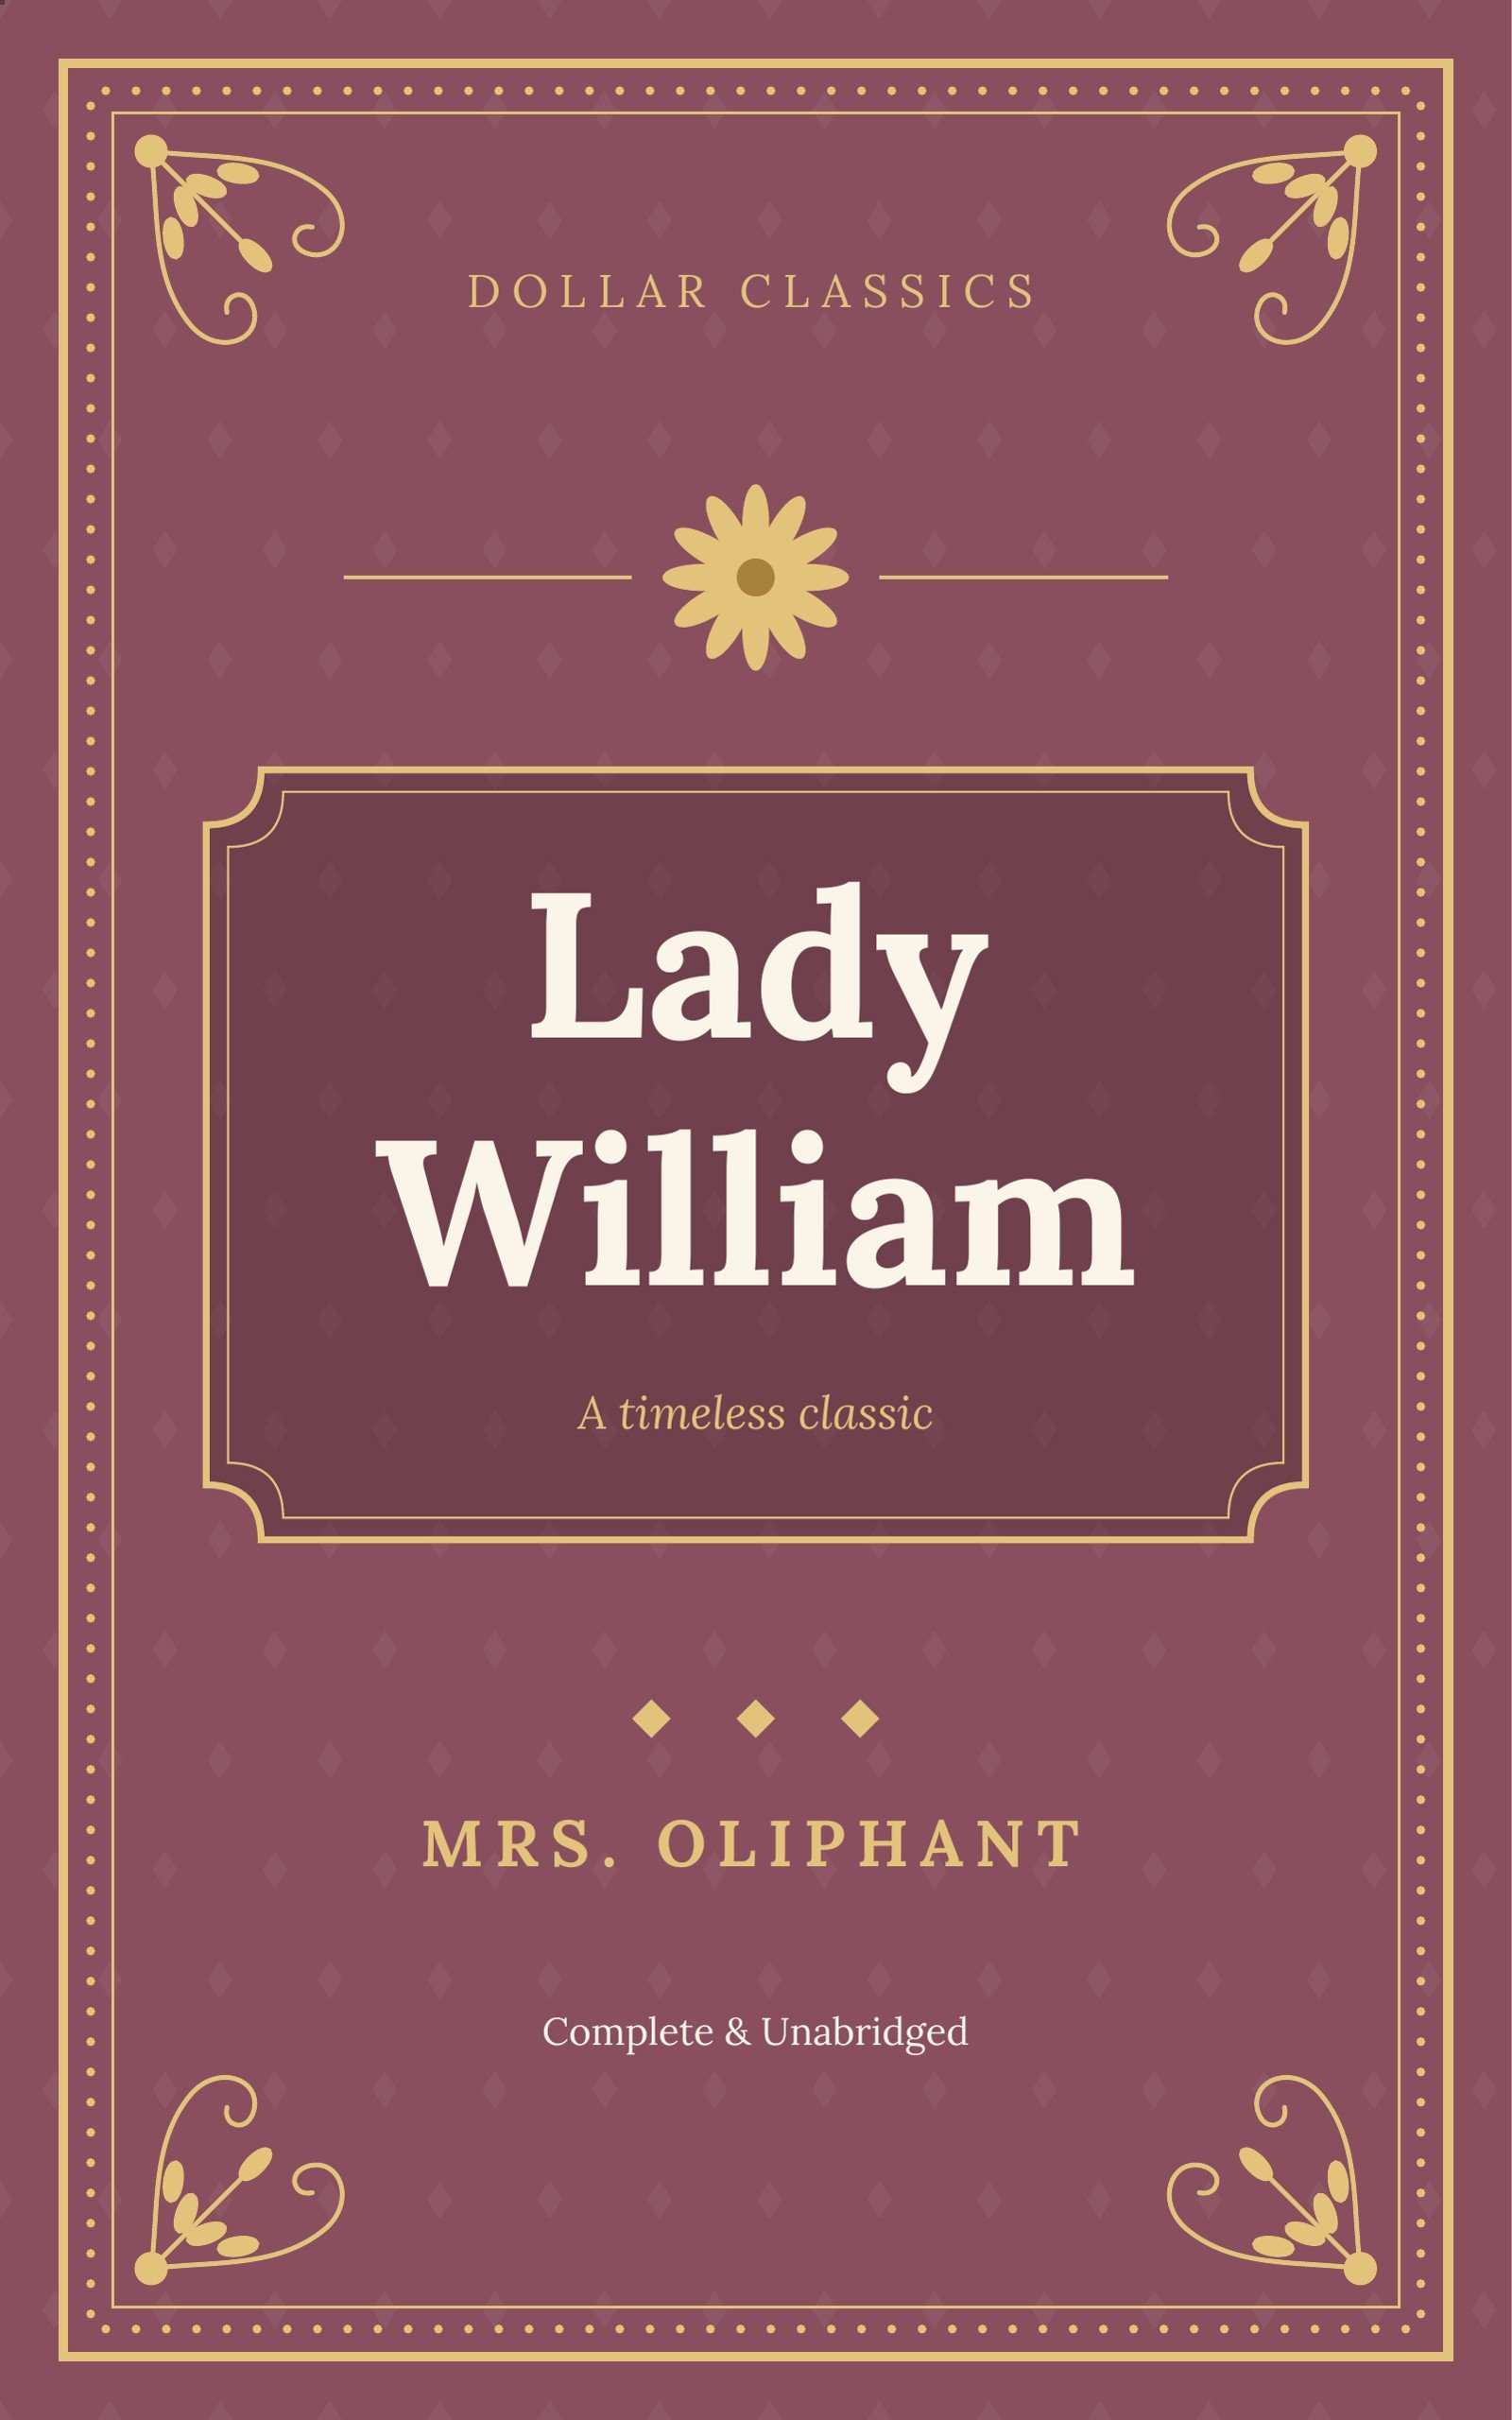 DOLLAR CLASSICS
Lady
William
A timeless classic
MRS. OLIPHANT
Complete & Unabridged